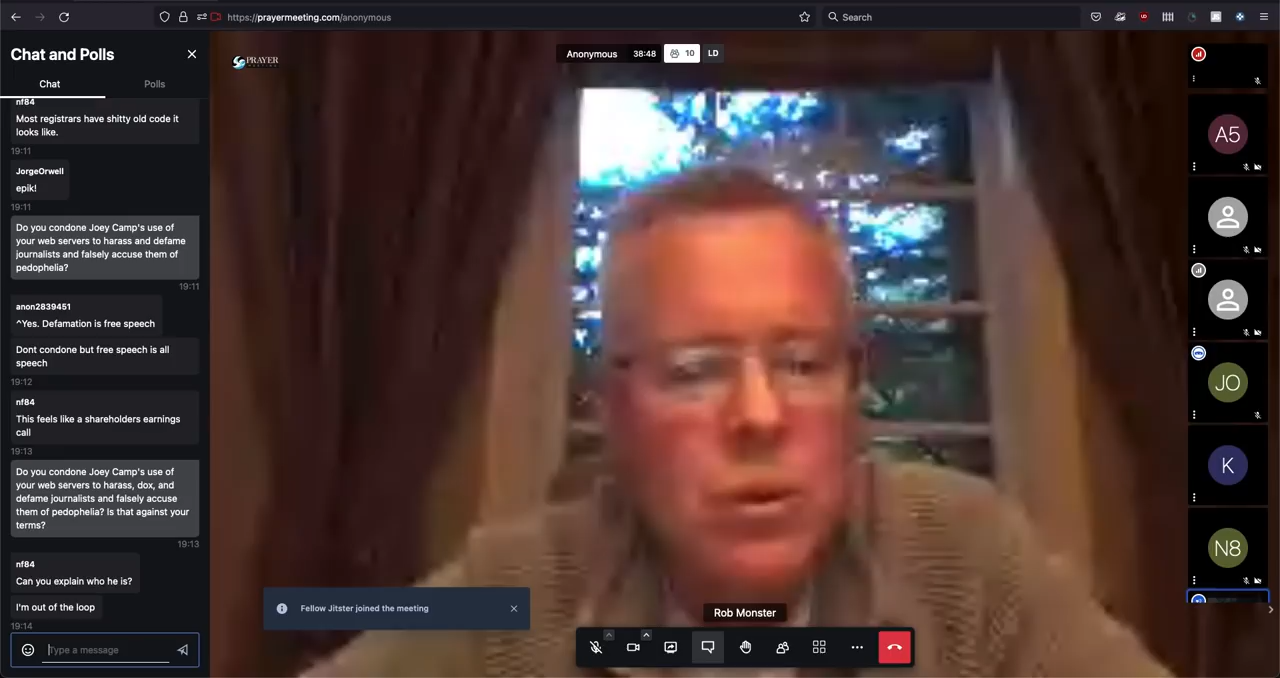 https://prayermeeting.com/anonymous
Search
Chat and Polls
Chat
Polls
nf84
Most registrars have shitty old code it
looks like.
19:11
JorgeOrwell
epik!
19:11
Do you condone Joey Camp's use of
your web servers to harass and defame
journalists and falsely accuse them of
pedophelia?
19:11
anon2839451
^Yes. Defamation is free speech
Dont condone but free speech is all
speech
19:12
nf84
This feels like a shareholders earnings
call
19:13
Do you condone Joey Camp's use of
your web servers to harass, dox, and
defame journalists and falsely accuse
them of pedophelia? Is that against your
terms?
19:13
nf84
Can you explain who he is?
I'm out of the loop
19:14
Type a message
PRAYER
MEETING
Anonymous 38:48 10 LD
Fellow Jitster joined the meeting
Rob Monster
A5
JO
K
N8